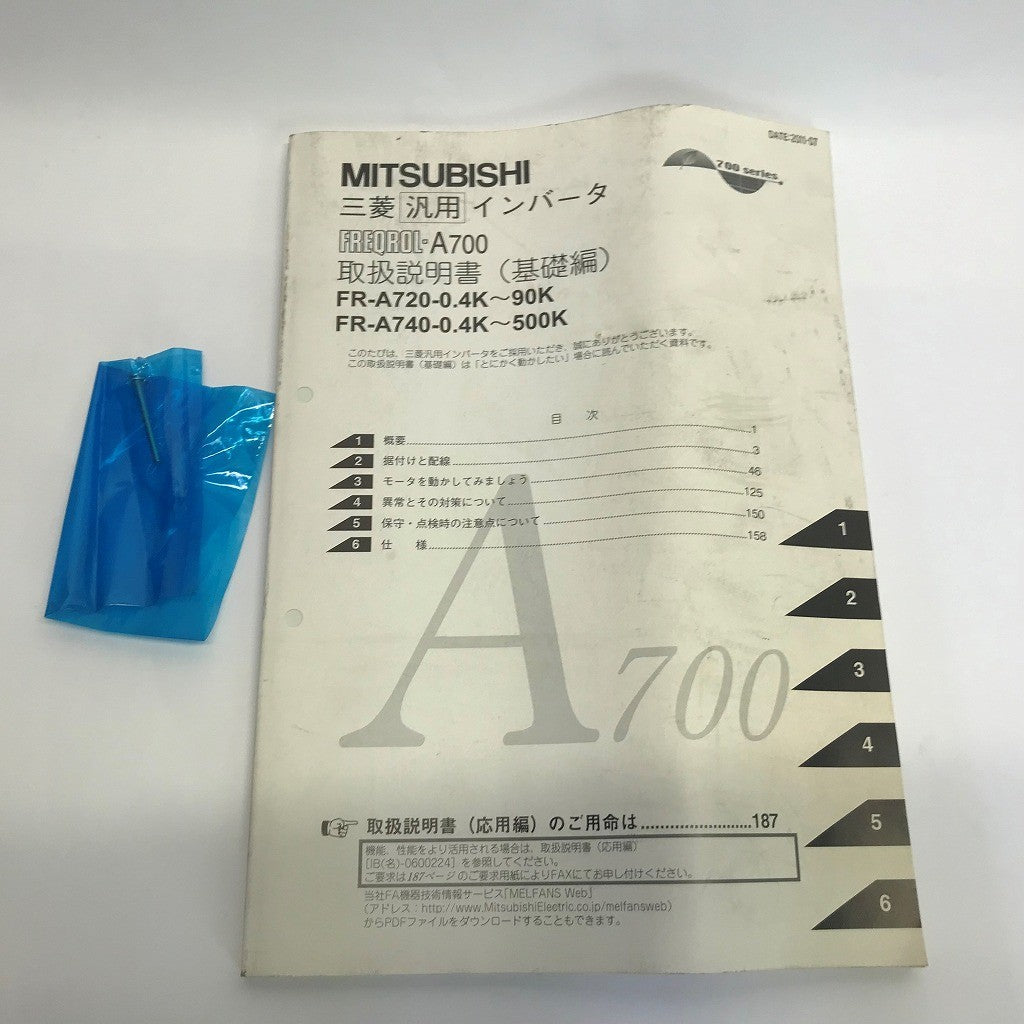 DATE:2011-07
700 series
MITSUBISHI
三菱 汎用 インバータ
FREQROL-A700
取扱説明書（基礎編）
FR-A720-0.4K～90K
FR-A740-0.4K～500K
このたびは、三菱汎用インバータをご採用いただき、誠にありがとうございます。
この取扱説明書（基礎編）は「とにかく動かしたい」場合に読んでいただく資料です。
目 次
1 概要 1
2 据付けと配線 3
3 モータを動かしてみましょう 46
4 異常とその対策について 125
5 保守・点検時の注意点について 150
6 仕 様 158
1
2
3
4
5
6
A700
取扱説明書（応用編）のご用命は 187
機能、性能をより活用される場合は、取扱説明書（応用編）
[IB(名)-0600224] を参照してください。
ご要求は187ページのご要求用紙によりFAXにてお申し付けください。
当社FA機器技術情報サービス「MELFANS Web」
（アドレス：http://www.MitsubishiElectric.co.jp/melfansweb）
からPDFファイルをダウンロードすることもできます。